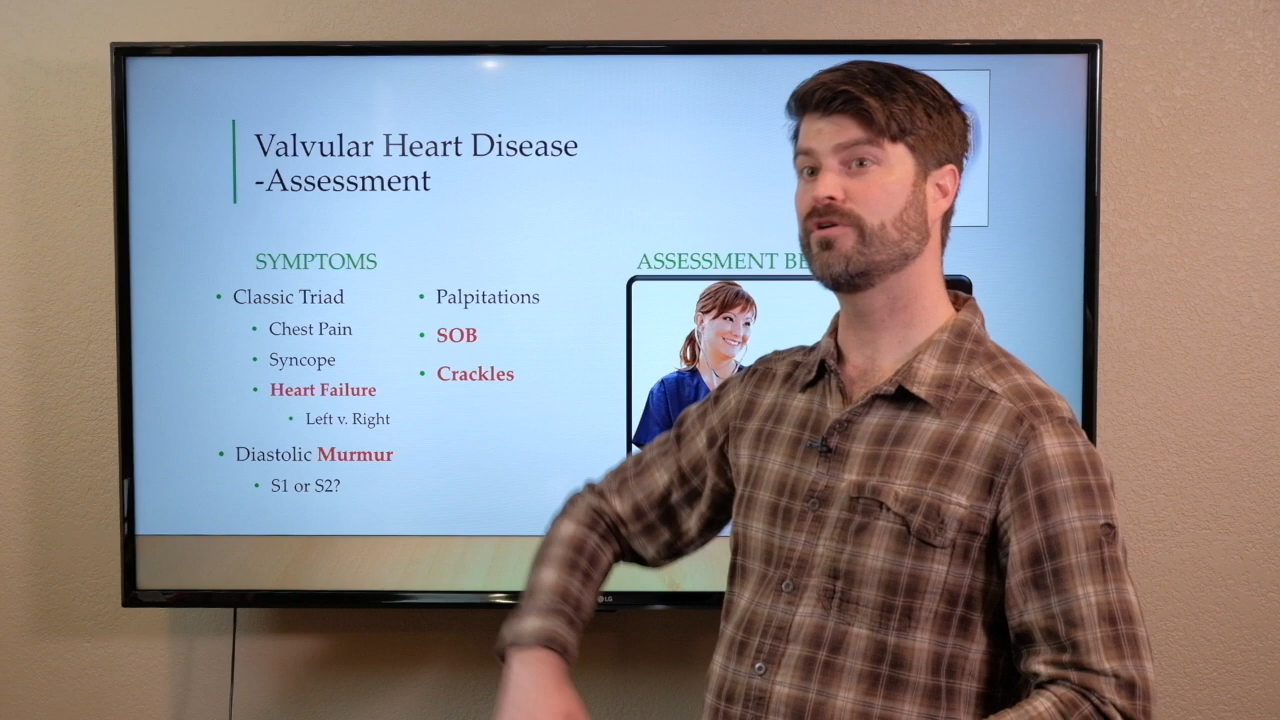 Valvular Heart Disease
-Assessment
SYMPTOMS
• Classic Triad
• Chest Pain
• Syncope
• Heart Failure
• Left v. Right
• Diastolic Murmur
• S1 or S2?
• Palpitations
• SOB
• Crackles
ASSESSMENT
LG